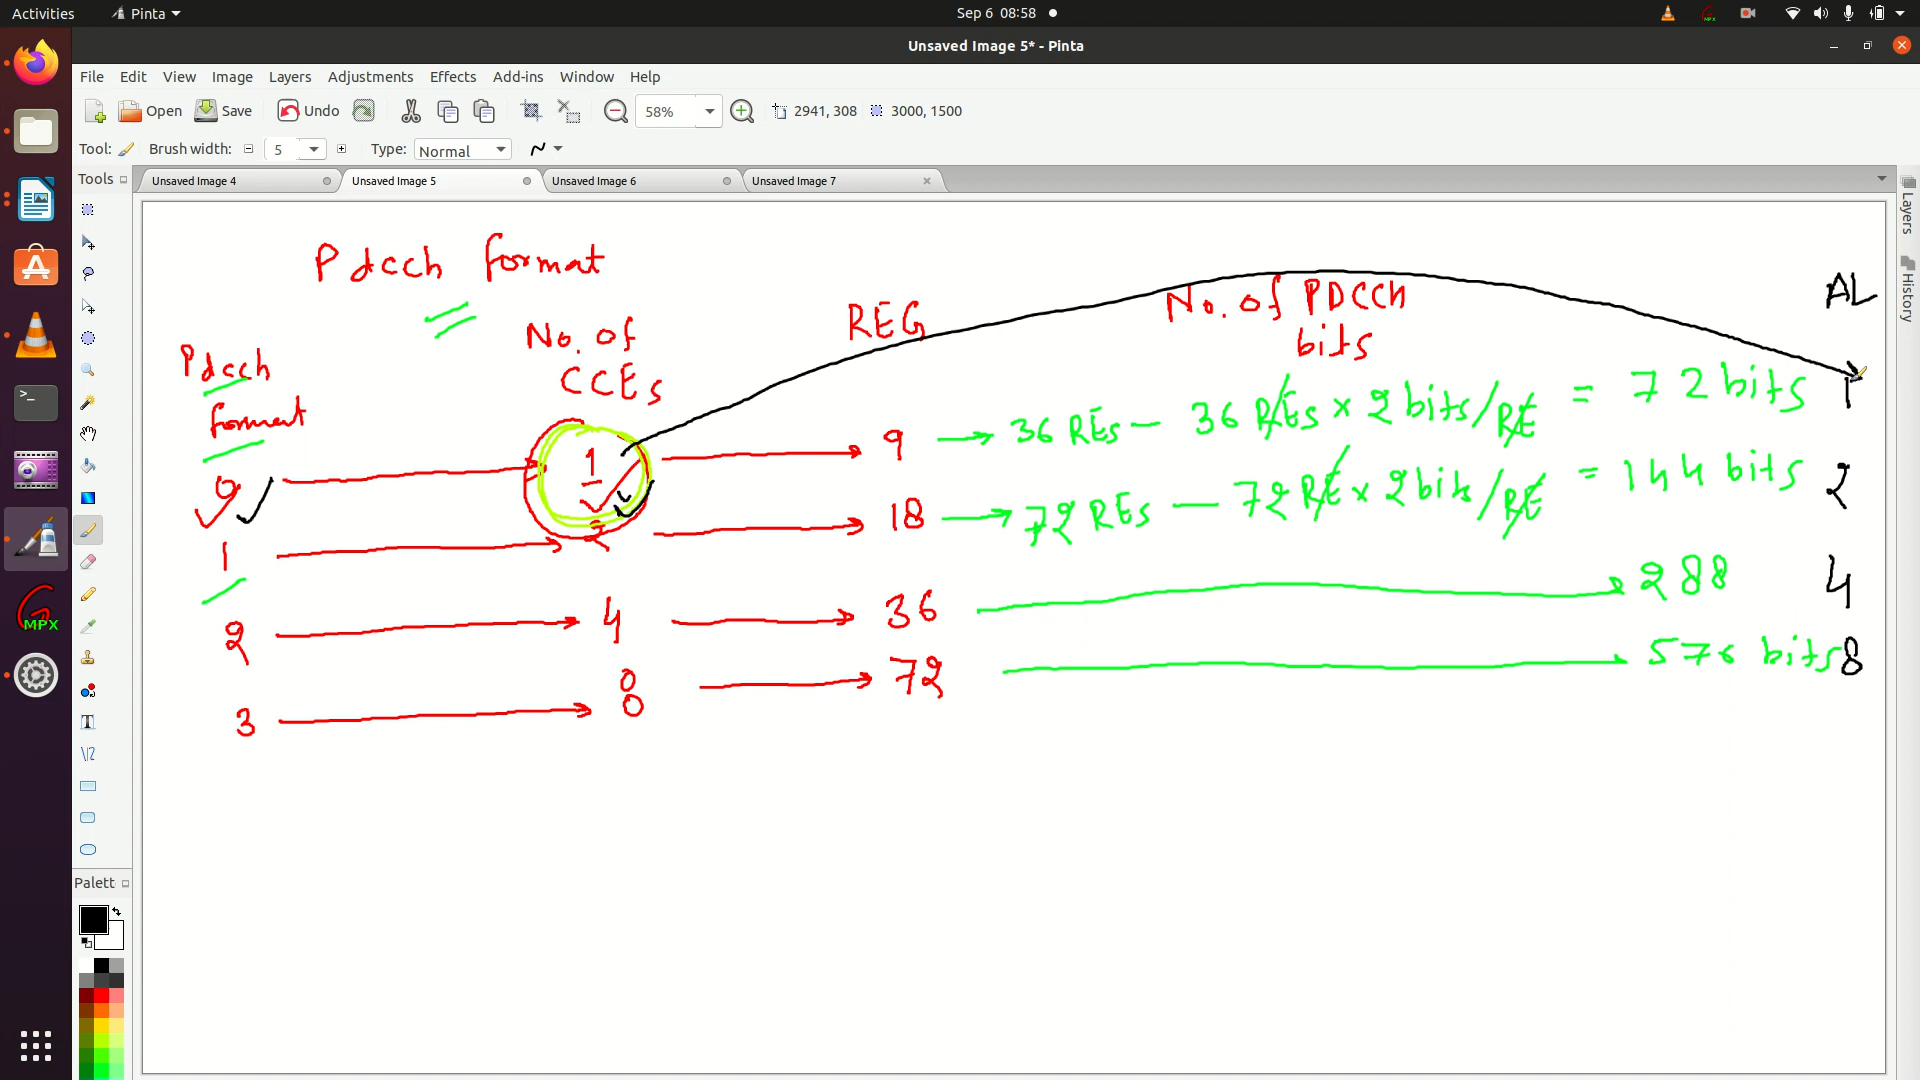 Activities
Pinta
Sep 6 08:58
Unsaved Image 5* - Pinta
File Edit View Image Layers Adjustments Effects Add-ins Window Help
Open Save Undo 58% 2941, 308 3000, 1500
Tool: Brush width: 5 Type: Normal
Tools
Unsaved Image 4
Unsaved Image 5
Unsaved Image 6
Unsaved Image 7
Layers
History
MPX
Palett
Pdcch format
Pdcch
format
No. of
CCEs
REG
No. of PDCCH
bits
AL
0 1 9 36 REs - 36 REs x 2 bits/RE = 72 bits 1
1 2 18 72 REs - 72 RE x 2 bits/RE = 144 bits 2
2 4 36 288 4
3 8 72 576 bits 8